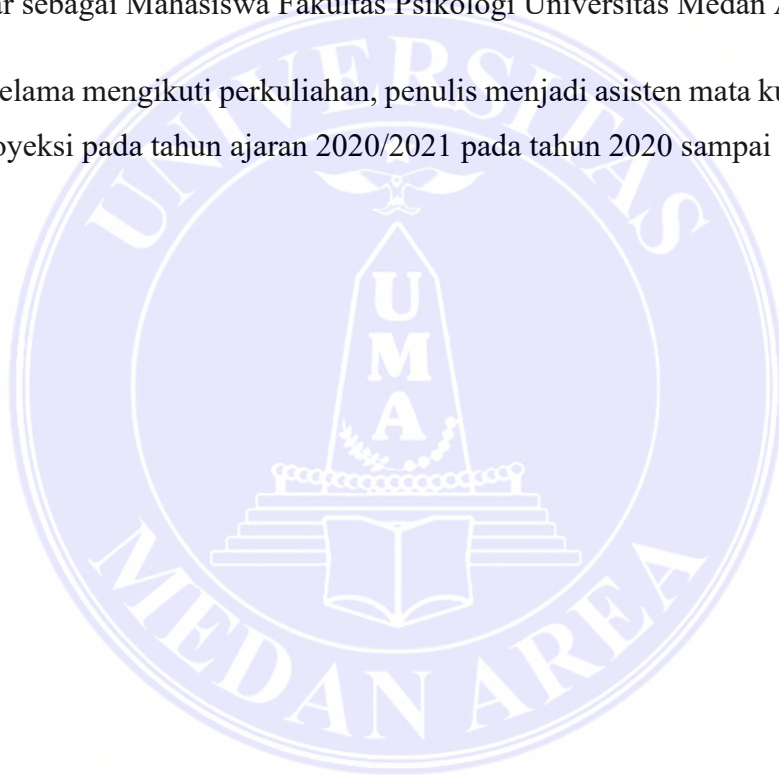 sebagai Mahasiswa Fakultas Psikologi Universitas Medan
mengikuti perkuliahan, penulis menjadi asisten mata
pada tahun ajaran 2020/2021 pada tahun 2020 sampai
UNIVERSITAS
U
M
A
MEDAN AREA